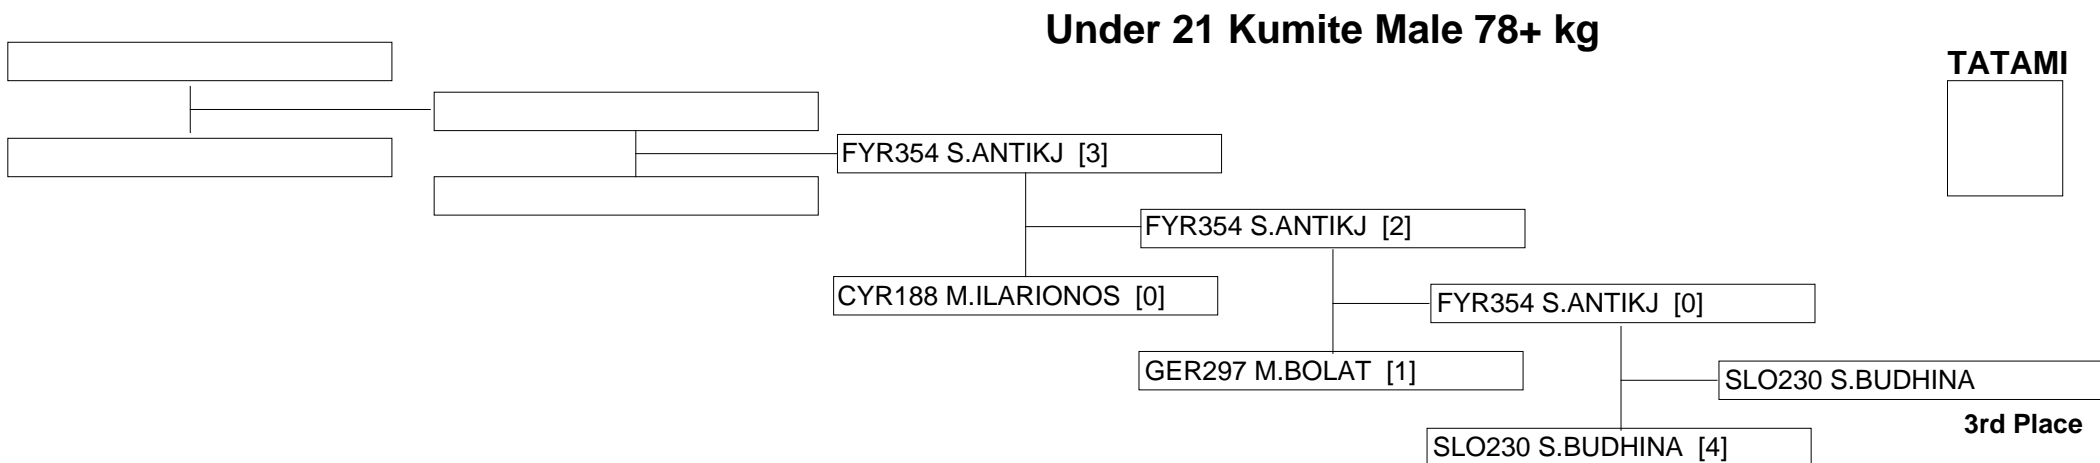 Under 21 Kumite Male 78+ kg
TATAMI
FYR354 S.ANTIKJ [3]
FYR354 S.ANTIKJ [2]
CYR188 M.ILARIONOS [0]
FYR354 S.ANTIKJ [0]
GER297 M.BOLAT [1]
SLO230 S.BUDHINA
3rd Place
SLO230 S.BUDHINA [4]